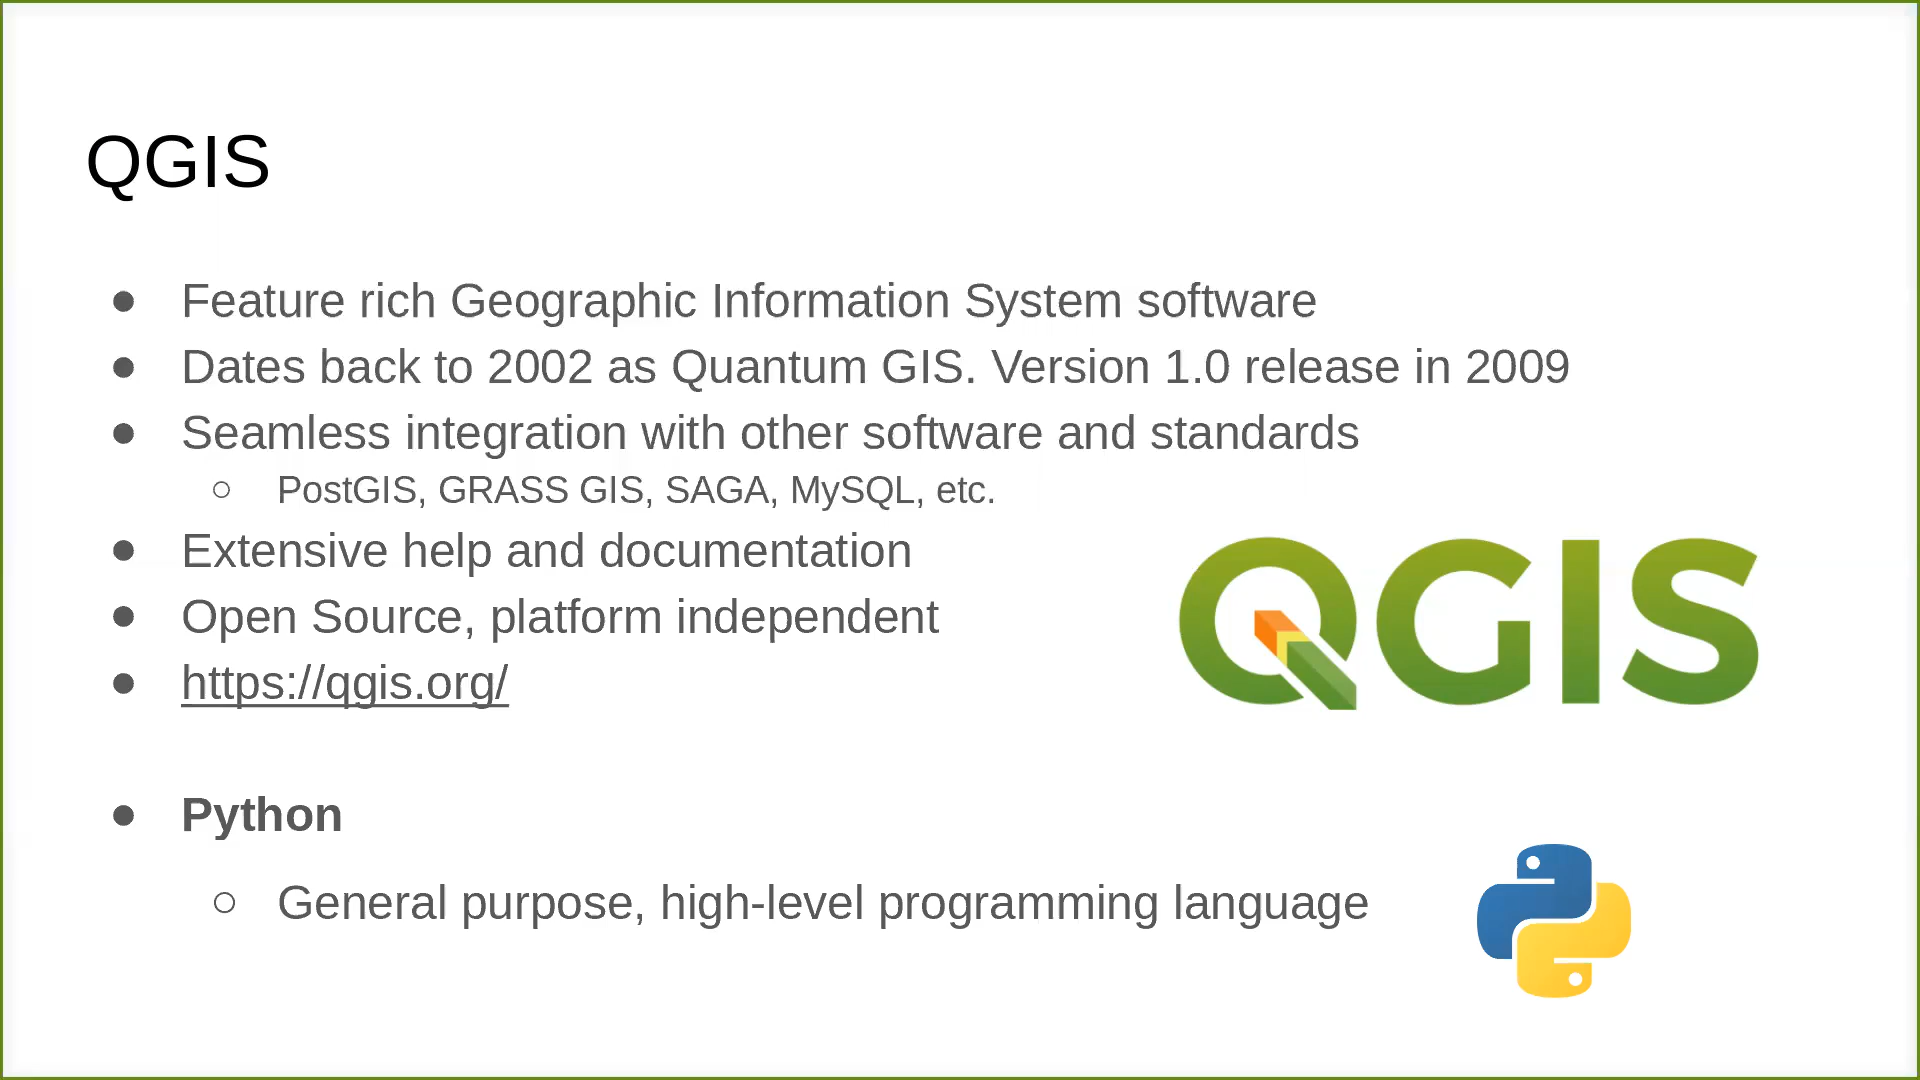 QGIS
● Feature rich Geographic Information System software
● Dates back to 2002 as Quantum GIS. Version 1.0 release in 2009
● Seamless integration with other software and standards
○ PostGIS, GRASS GIS, SAGA, MySQL, etc.
● Extensive help and documentation
● Open Source, platform independent
● https://qgis.org/
QGIS
● Python
○ General purpose, high-level programming language